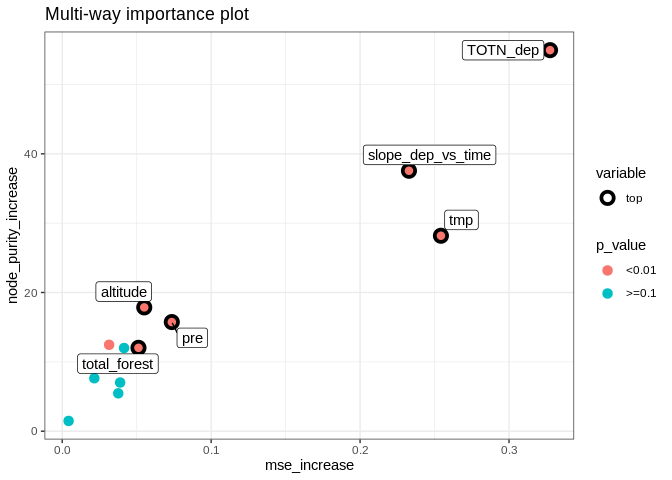 Multi-way importance plot
TOTN_dep
slope_dep_vs_time
tmp
altitude
pre
total_forest
node_purity_increase
40
20
0
0.0
0.1
0.2
0.3
mse_increase
variable
top
p_value
<0.01
>=0.1